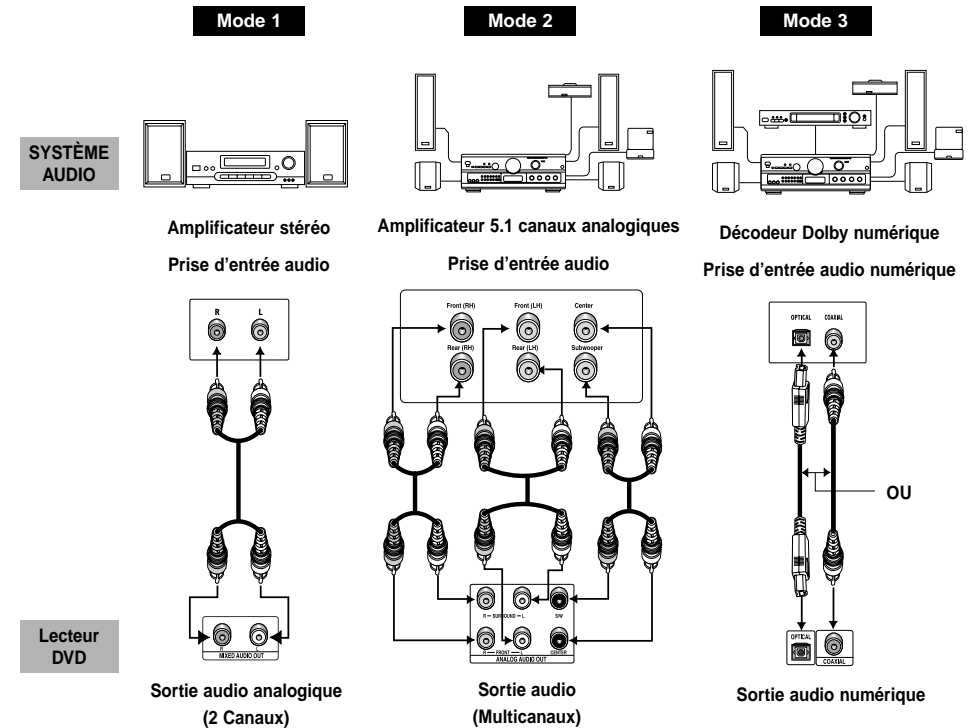 Mode 1
Mode 2
Mode 3
SYSTÈME
AUDIO
Amplificateur stéréo
Prise d'entrée audio
Amplificateur 5.1 canaux analogiques
Prise d'entrée audio
Décodeur Dolby numérique
Prise d'entrée audio numérique
R L
Front (RH) Front (LH) Center
Rear (RH) Rear (LH) Subwooper
OPTICAL COAXIAL
OU
Lecteur
DVD
R L
MIXED AUDIO OUT
R — SURROUND — L S/W
R — FRONT — L CENTER
ANALOG AUDIO OUT
OPTICAL
COAXIAL
Sortie audio analogique
(2 Canaux)
Sortie audio
(Multicanaux)
Sortie audio numérique